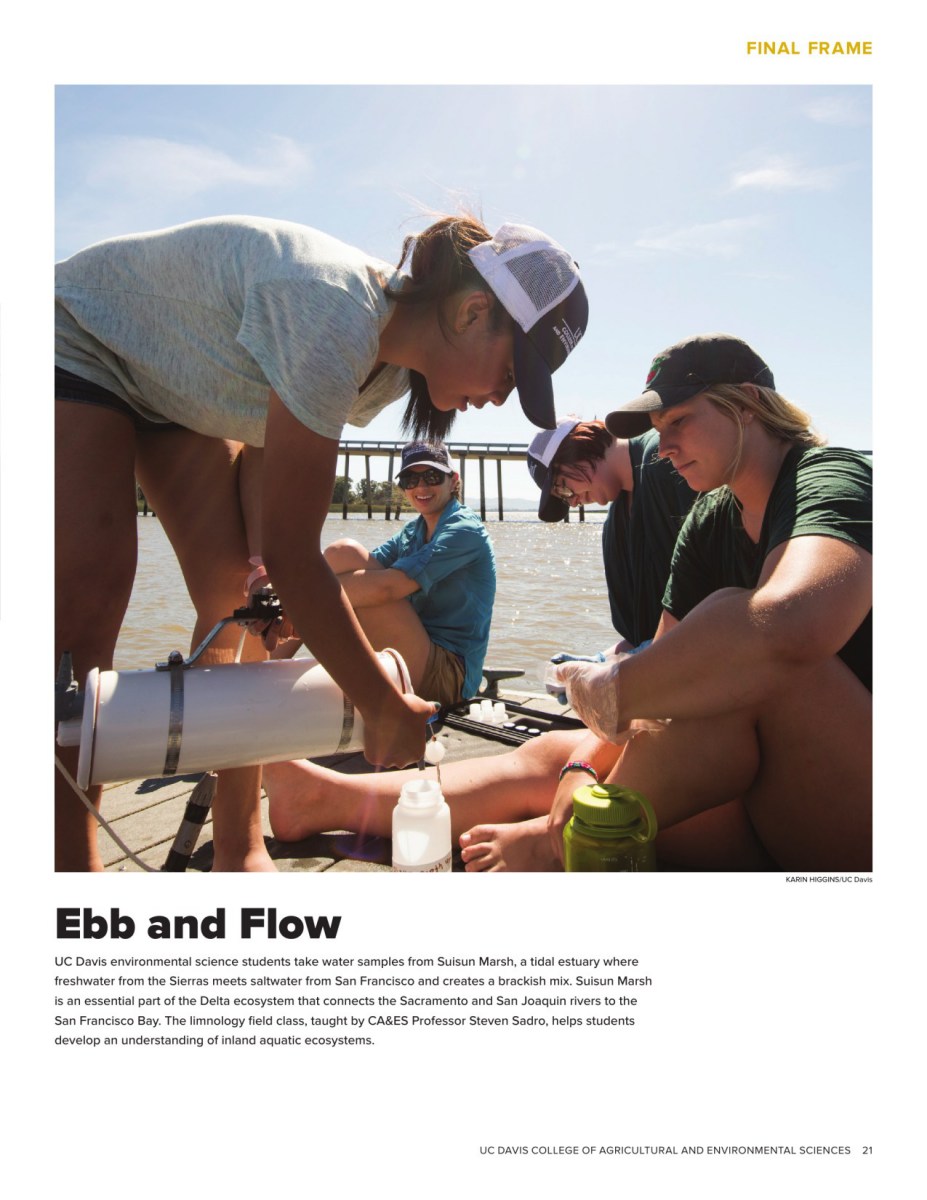 FINAL FRAME
KARIN HIGGINS/UC Davis
Ebb and Flow
UC Davis environmental science students take water samples from Suisun Marsh, a tidal estuary where
freshwater from the Sierras meets saltwater from San Francisco and creates a brackish mix. Suisun Marsh
is an essential part of the Delta ecosystem that connects the Sacramento and San Joaquin rivers to the
San Francisco Bay. The limnology field class, taught by CA&ES Professor Steven Sadro, helps students
develop an understanding of inland aquatic ecosystems.
UC DAVIS COLLEGE OF AGRICULTURAL AND ENVIRONMENTAL SCIENCES 21